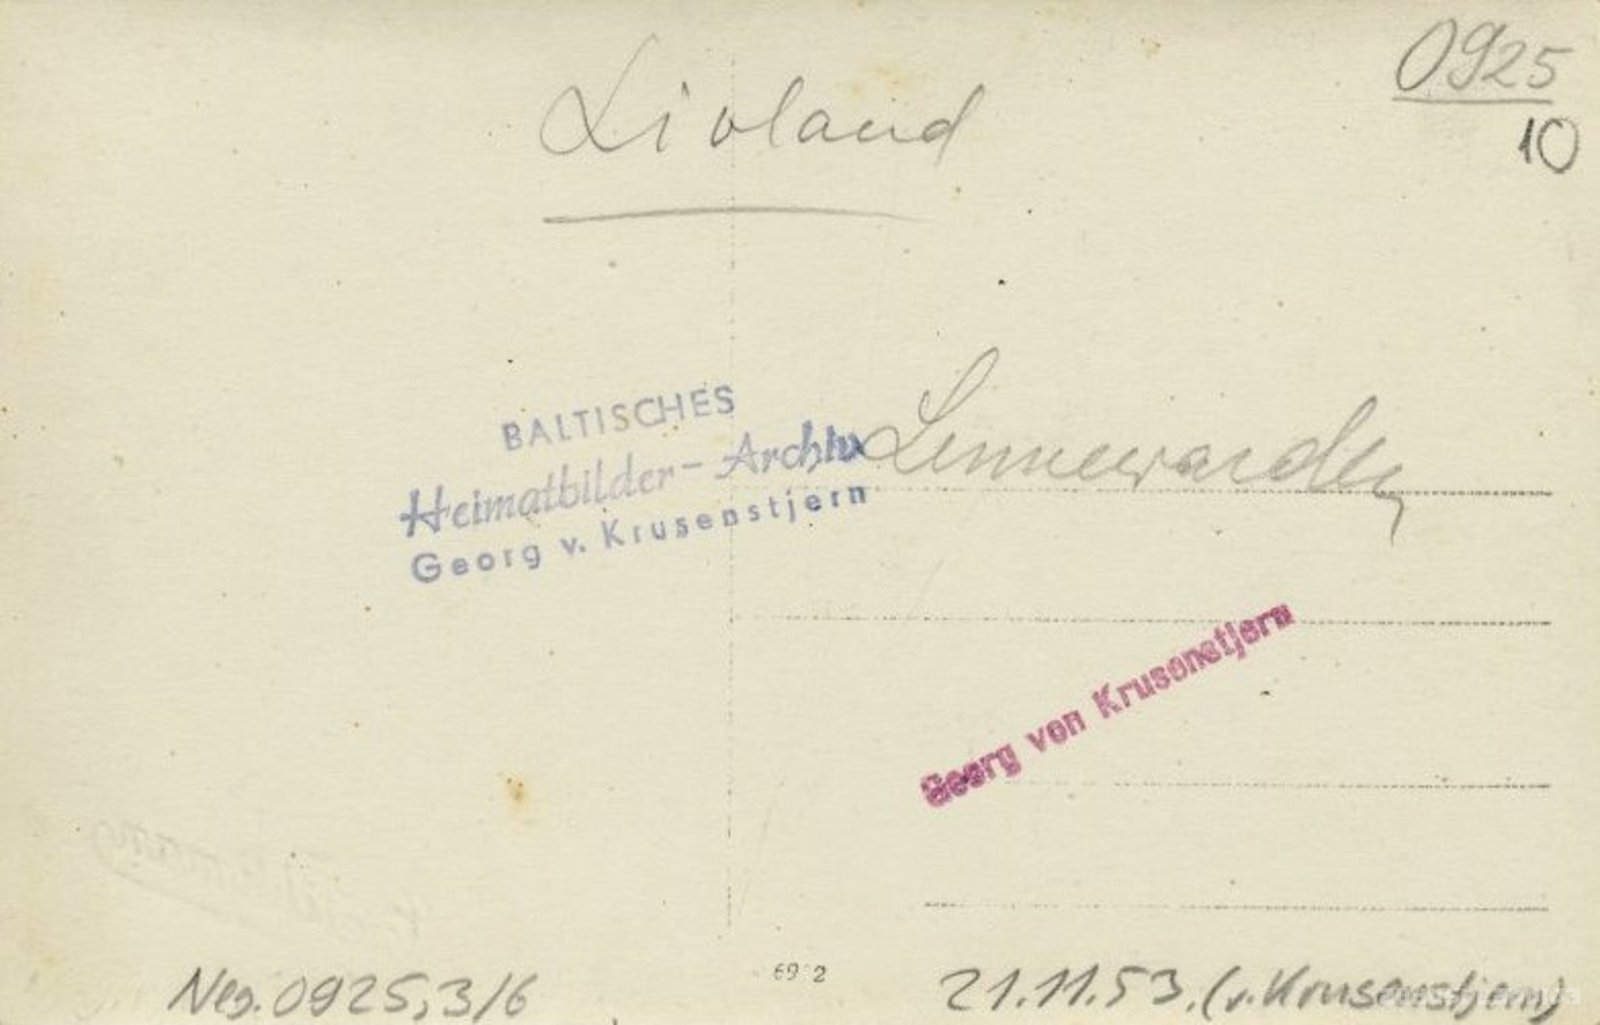 0925
10
Livland
BALTISCHES
Heimatbilder-Archiv
Georg v. Krusenstjern
Lennewarden
Georg von Krusenstjern
Neg. 0925, 3/6
21.11.53. (v. Krusenstjern)